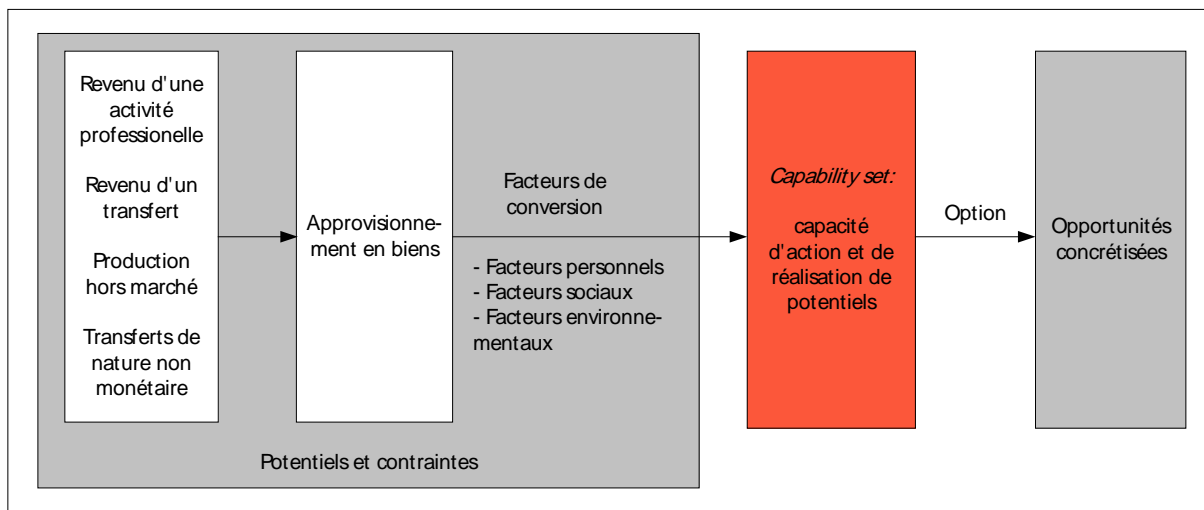 Revenu d'une
activité
professionelle
Revenu d'un
transfert
Production
hors marché
Transferts de
nature non
monétaire
Approvisionne-
ment en biens
Facteurs de
conversion
- Facteurs personnels
- Facteurs sociaux
- Facteurs environne-
mentaux
Potentiels et contraintes
Capability set:
capacité
d'action et de
réalisation de
potentiels
Option
Opportunités
concrétisées